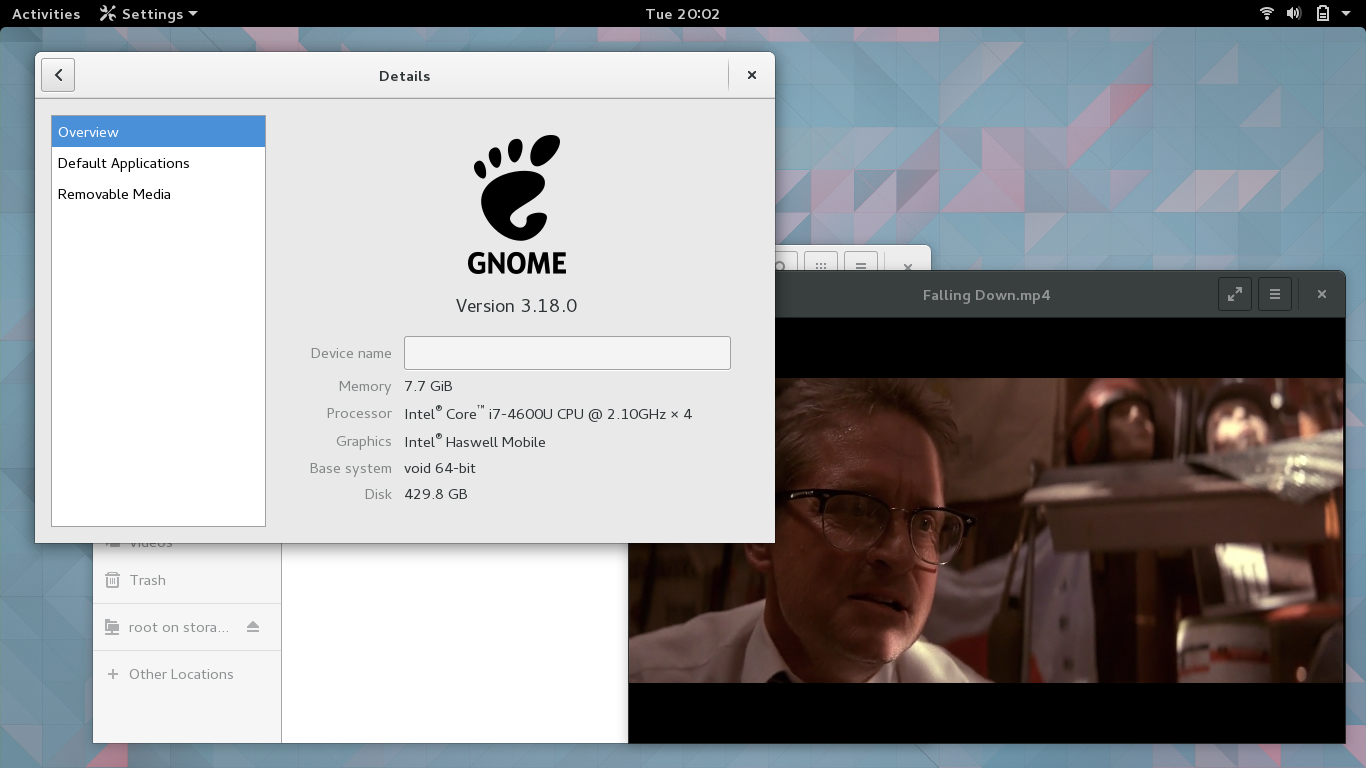 Activities Settings Tue 20:02
Details
Overview
Default Applications
Removable Media
GNOME
Version 3.18.0
Device name
Memory 7.7 GiB
Processor Intel® Core™ i7-4600U CPU @ 2.10GHz × 4
Graphics Intel® Haswell Mobile
Base system void 64-bit
Disk 429.8 GB
Falling Down.mp4
Videos
Trash
root on stora...
Other Locations